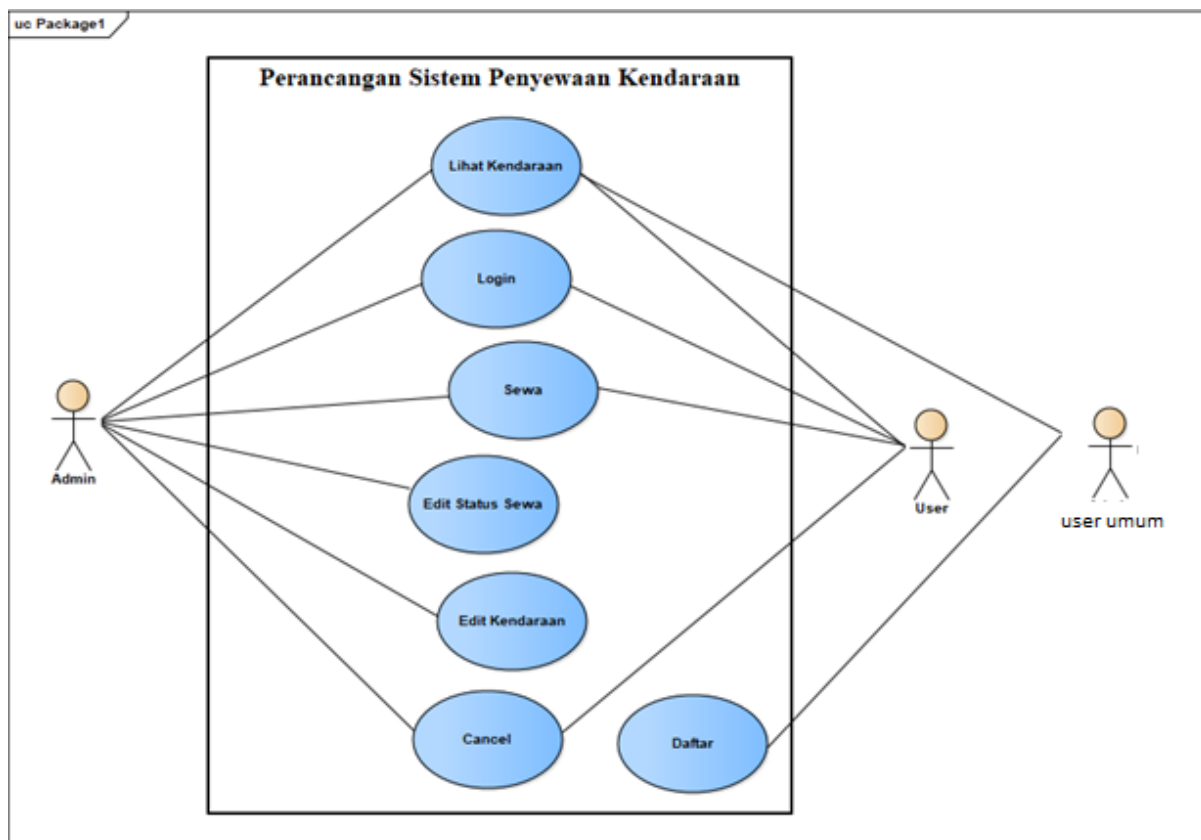 uc Package1
Perancangan Sistem Penyewaan Kendaraan
Lihat Kendaraan
Login
Sewa
Admin
User
user umum
Edit Status Sewa
Edit Kendaraan
Cancel
Daftar